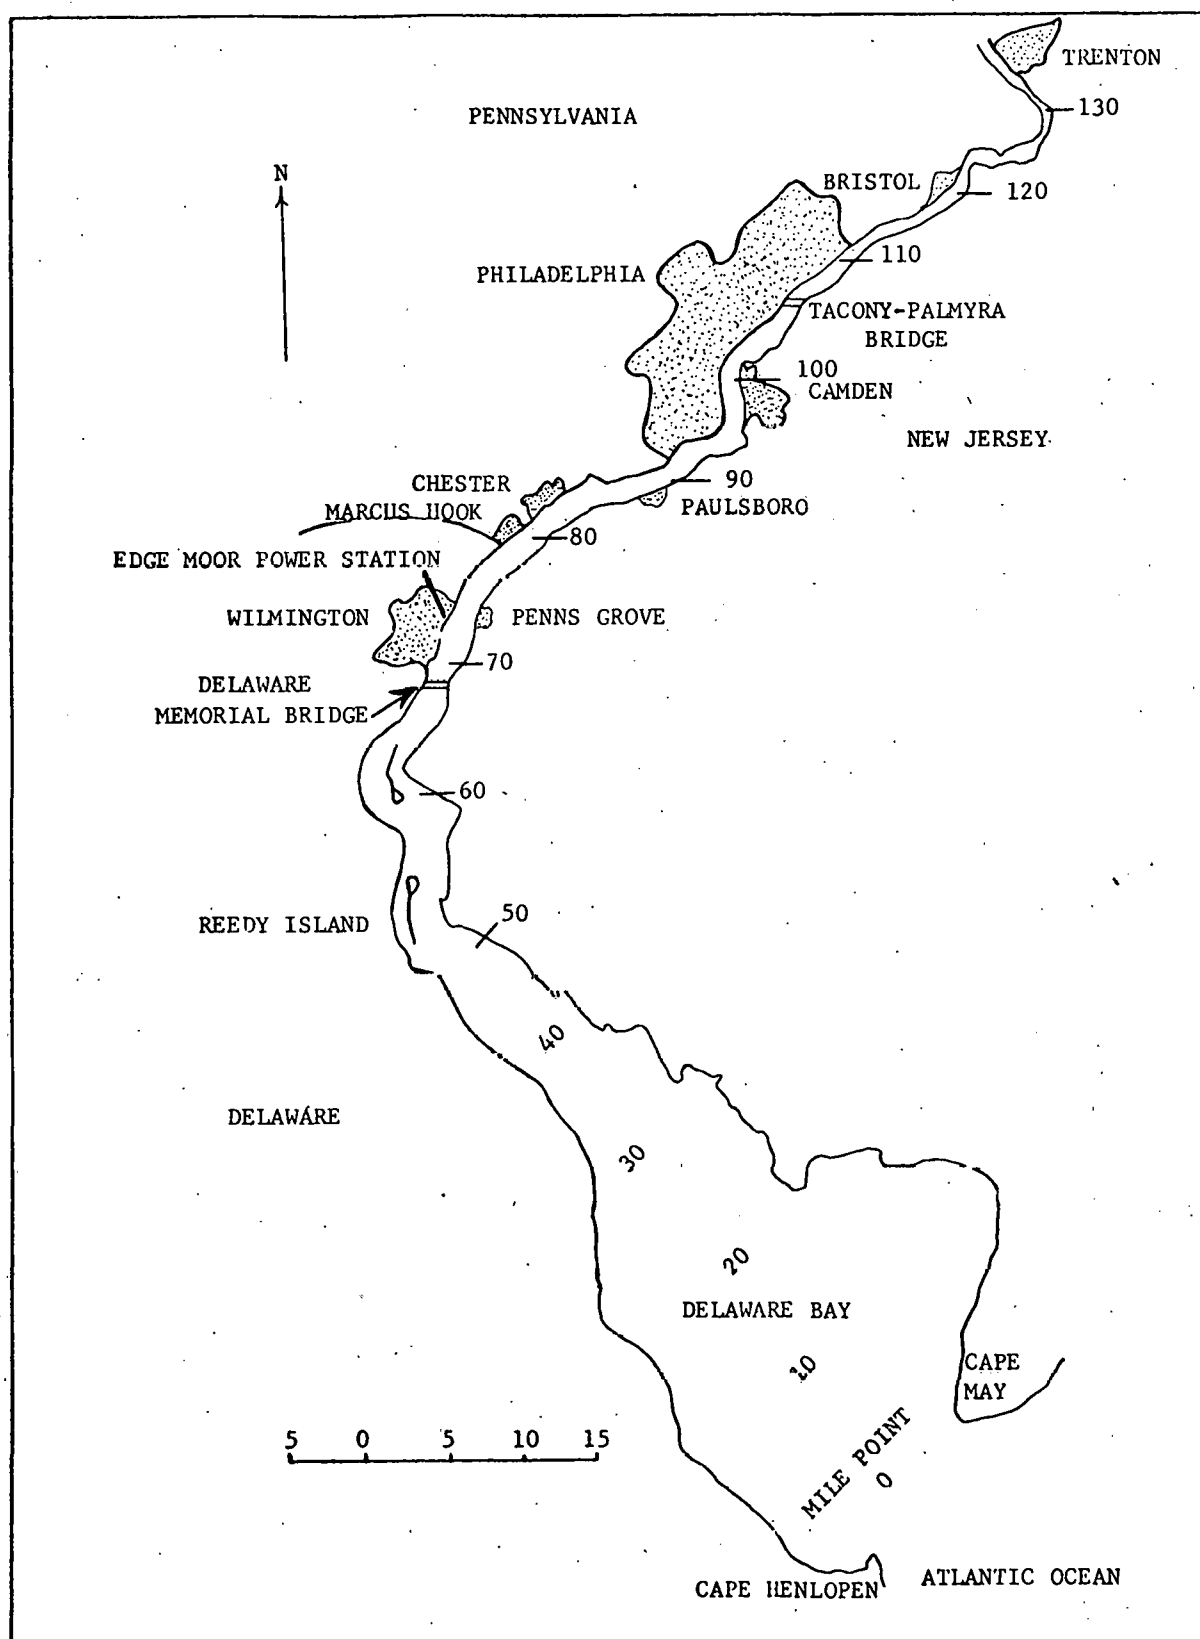 TRENTON
130
PENNSYLVANIA
N
BRISTOL
120
110
PHILADELPHIA
TACONY-PALMYRA
BRIDGE
100
CAMDEN
NEW JERSEY
CHESTER
90
MARCUS HOOK
PAULSBORO
80
EDGE MOOR POWER STATION
WILMINGTON
PENNS GROVE
70
DELAWARE
MEMORIAL BRIDGE
60
REEDY ISLAND
50
40
DELAWARE
30
20
DELAWARE BAY
10
CAPE
MAY
MILE POINT
0
5 0 5 10 15
CAPE HENLOPEN
ATLANTIC OCEAN